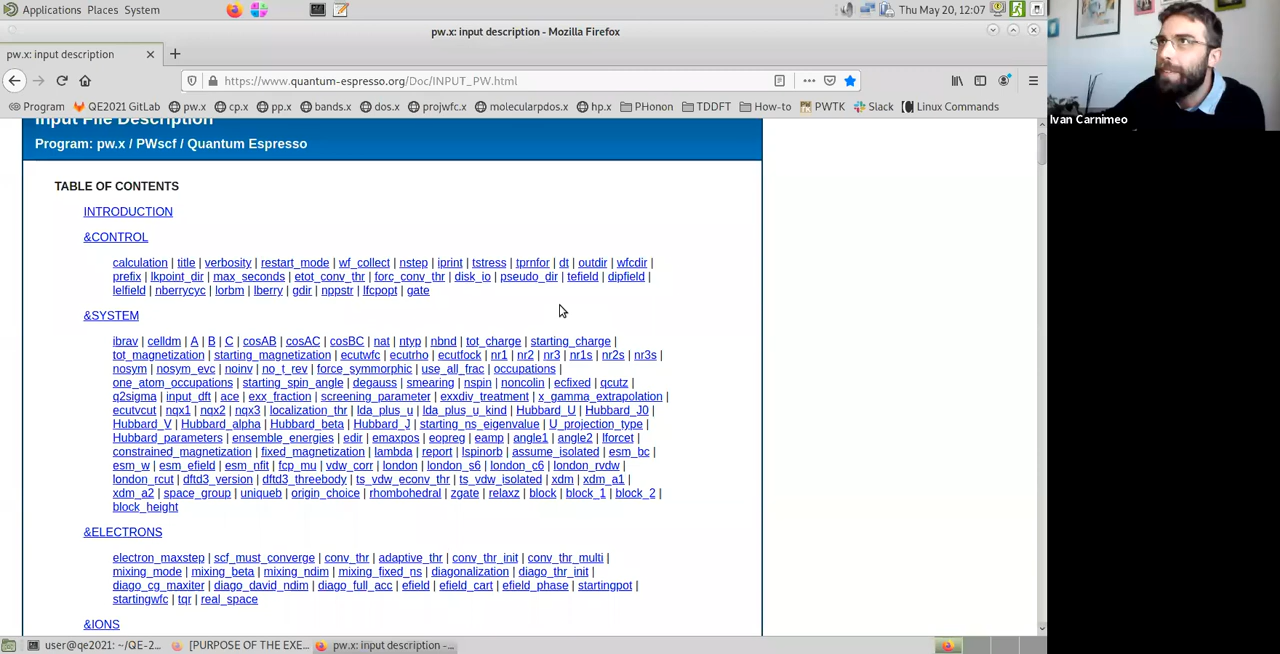 Applications Places System
Thu May 20, 12:07
pw.x: input description - Mozilla Firefox
pw.x: input description
https://www.quantum-espresso.org/Doc/INPUT_PW.html
Program QE2021 GitLab pw.x cp.x pp.x bands.x dos.x projwfc.x molecularpdos.x hp.x PHonon TDDFT How-to PWTK Slack Linux Commands
Ivan Carnimeo
Input File Description
Program: pw.x / PWscf / Quantum Espresso
TABLE OF CONTENTS
INTRODUCTION
&CONTROL
calculation | title | verbosity | restart_mode | wf_collect | nstep | iprint | tstress | tprnfor | dt | outdir | wfcdir |
prefix | lkpoint_dir | max_seconds | etot_conv_thr | forc_conv_thr | disk_io | pseudo_dir | tefield | dipfield |
lelfield | nberrycyc | lorbm | lberry | gdir | nppstr | lfcpopt | gate
&SYSTEM
ibrav | celldm | A | B | C | cosAB | cosAC | cosBC | nat | ntyp | nbnd | tot_charge | starting_charge |
tot_magnetization | starting_magnetization | ecutwfc | ecutrho | ecutfock | nr1 | nr2 | nr3 | nr1s | nr2s | nr3s |
nosym | nosym_evc | noinv | no_t_rev | force_symmorphic | use_all_frac | occupations |
one_atom_occupations | starting_spin_angle | degauss | smearing | nspin | noncolin | ecfixed | qcutz |
q2sigma | input_dft | ace | exx_fraction | screening_parameter | exxdiv_treatment | x_gamma_extrapolation |
ecutvcut | nqx1 | nqx2 | nqx3 | localization_thr | lda_plus_u | lda_plus_u_kind | Hubbard_U | Hubbard_J0 |
Hubbard_V | Hubbard_alpha | Hubbard_beta | Hubbard_J | starting_ns_eigenvalue | U_projection_type |
Hubbard_parameters | ensemble_energies | edir | emaxpos | eopreg | eamp | angle1 | angle2 | lforcet |
constrained_magnetization | fixed_magnetization | lambda | report | lspinorb | assume_isolated | esm_bc |
esm_w | esm_efield | esm_nfit | fcp_mu | vdw_corr | london | london_s6 | london_c6 | london_rvdw |
london_rcut | dftd3_version | dftd3_threebody | ts_vdw_econv_thr | ts_vdw_isolated | xdm | xdm_a1 |
xdm_a2 | space_group | uniqueb | origin_choice | rhombohedral | zgate | relaxz | block | block_1 | block_2 |
block_height
&ELECTRONS
electron_maxstep | scf_must_converge | conv_thr | adaptive_thr | conv_thr_init | conv_thr_multi |
mixing_mode | mixing_beta | mixing_ndim | mixing_fixed_ns | diagonalization | diago_thr_init |
diago_cg_maxiter | diago_david_ndim | diago_full_acc | efield | efield_cart | efield_phase | startingpot |
startingwfc | tqr | real_space
&IONS
user@qe2021: ~/QE-2... [PURPOSE OF THE EXE... pw.x: input description -...